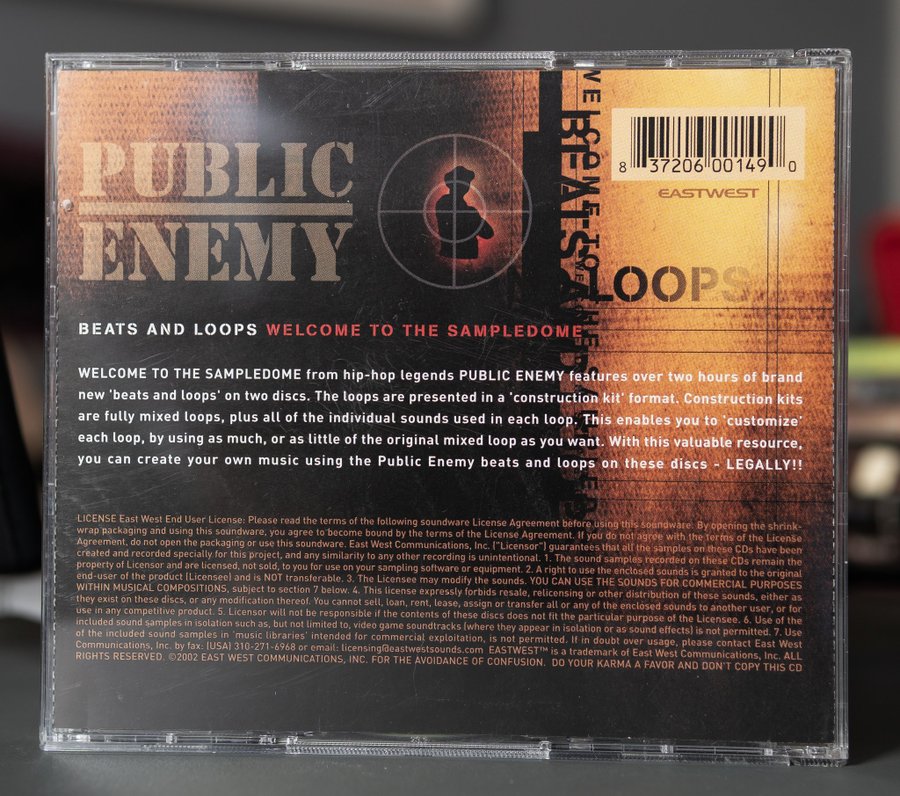 PUBLIC
ENEMY
WELCOME TO
BEATS AND
LOOPS
8 37206 00149 0
EASTWEST
BEATS AND LOOPS WELCOME TO THE SAMPLEDOME
WELCOME TO THE SAMPLEDOME from hip-hop legends PUBLIC ENEMY features over two hours of brand
new 'beats and loops' on two discs. The loops are presented in a 'construction kit' format. Construction kits
are fully mixed loops, plus all of the individual sounds used in each loop. This enables you to 'customize'
each loop, by using as much, or as little of the original mixed loop as you want. With this valuable resource,
you can create your own music using the Public Enemy beats and loops on these discs - LEGALLY!!
LICENSE East West End User License: Please read the terms of the following soundware License Agreement before using this soundware: By opening the shrink-
wrap packaging and using this soundware, you agree to become bound by the terms of the License Agreement. If you do not agree with the terms of the License
Agreement, do not open the packaging or use this soundware. East West Communications, Inc. ("Licensor") guarantees that all the samples on these CDs have been
created and recorded specially for this project, and any similarity to any other recording is unintentional. 1. The sound samples recorded on these CDs remain the
property of Licensor and are licensed, not sold, to you for use on your sampling software or equipment. 2. A right to use the enclosed sounds is granted to the original
end-user of the product (Licensee) and is NOT transferable. 3. The Licensee may modify the sounds. YOU CAN USE THE SOUNDS FOR COMMERCIAL PURPOSES
WITHIN MUSICAL COMPOSITIONS, subject to section 7 below. 4. This license expressly forbids resale, relicensing or other distribution of these sounds, either as
they exist on these discs, or any modification thereof. You cannot sell, loan, rent, lease, assign or transfer all or any of the enclosed sounds to another user, or for
use in any competitive product. 5. Licensor will not be responsible if the contents of these discs does not fit the particular purpose of the Licensee. 6. Use of the
included sound samples in isolation such as, but not limited to, video game soundtracks (where they appear in isolation or as sound effects) is not permitted. 7. Use
of the included sound samples in 'music libraries' intended for commercial exploitation, is not permitted. If in doubt over usage, please contact East West
Communications, Inc. by fax: (USA) 310-271-6968 or email: licensing@eastwestsounds.com EASTWEST™ is a trademark of East West Communications, Inc. ALL
RIGHTS RESERVED. ©2002 EAST WEST COMMUNICATIONS, INC. FOR THE AVOIDANCE OF CONFUSION. DO YOUR KARMA A FAVOR AND DON'T COPY THIS CD